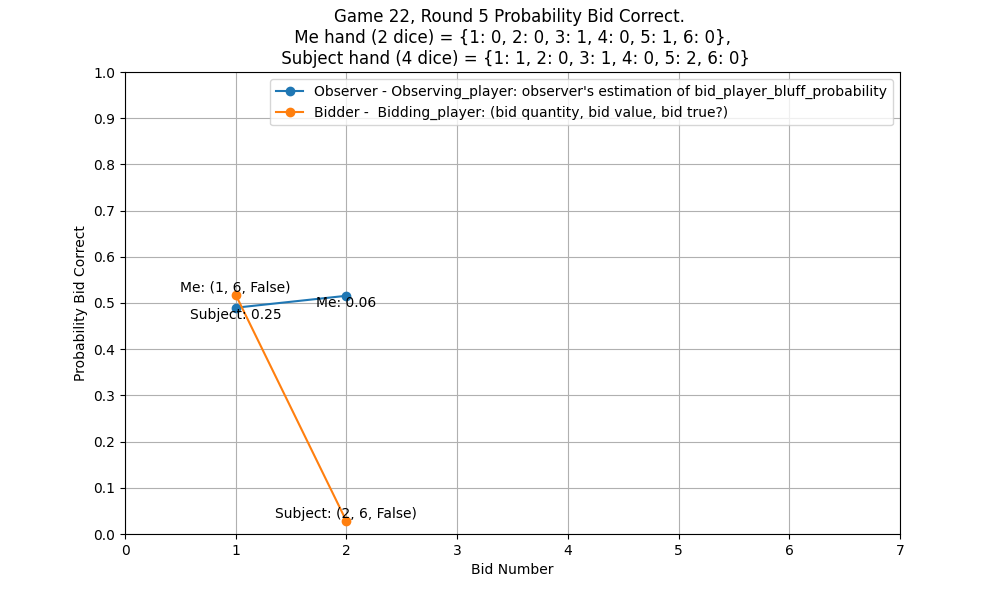 Game 22, Round 5 Probability Bid Correct.
Me hand (2 dice) = {1: 0, 2: 0, 3: 1, 4: 0, 5: 1, 6: 0},
Subject hand (4 dice) = {1: 1, 2: 0, 3: 1, 4: 0, 5: 2, 6: 0}
Observer - Observing_player: observer's estimation of bid_player_bluff_probability
Bidder -  Bidding_player: (bid quantity, bid value, bid true?)
1.0
0.9
0.8
0.7
0.6
0.5
0.4
0.3
0.2
0.1
0.0
Probability Bid Correct
Me: (1, 6, False)
Subject: 0.25
Me: 0.06
Subject: (2, 6, False)
0 1 2 3 4 5 6 7
Bid Number